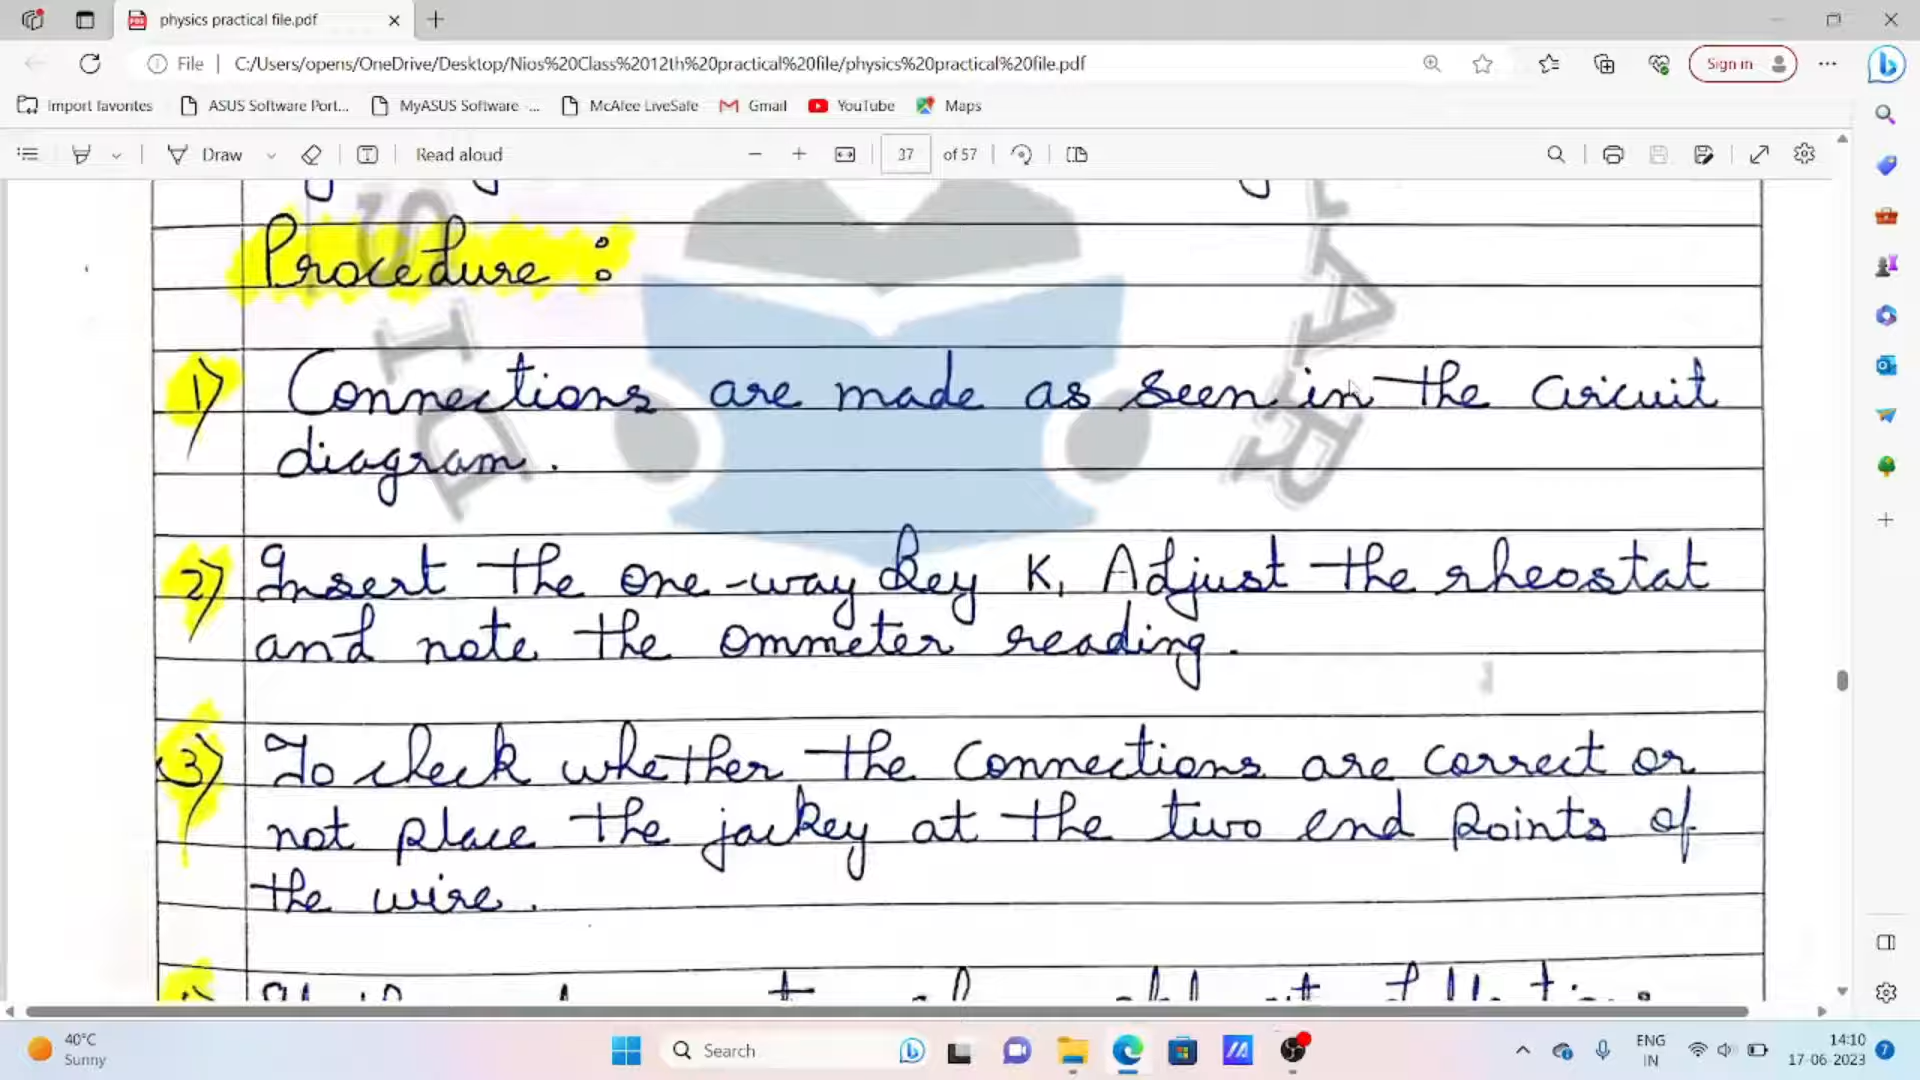 physics practical file.pdf
File C:/Users/opens/OneDrive/Desktop/Nios%20Class%2012th%20practical%20file/physics%20practical%20file.pdf Sign in
Import favorites ASUS Software Port... MyASUS Software ... McAfee LiveSafe Gmail YouTube Maps
Draw Read aloud 37 of 57
Procedure :
1) Connections are made as seen in the circuit
diagram.
2) Insert the one-way key K, Adjust the rheostat
and note the ommeter reading.
3) To check whether the connections are correct or
not place the jackey at the two end points of
the wire.
40°C
Sunny
Search
ENG
IN
14:10
17-06-2023
7